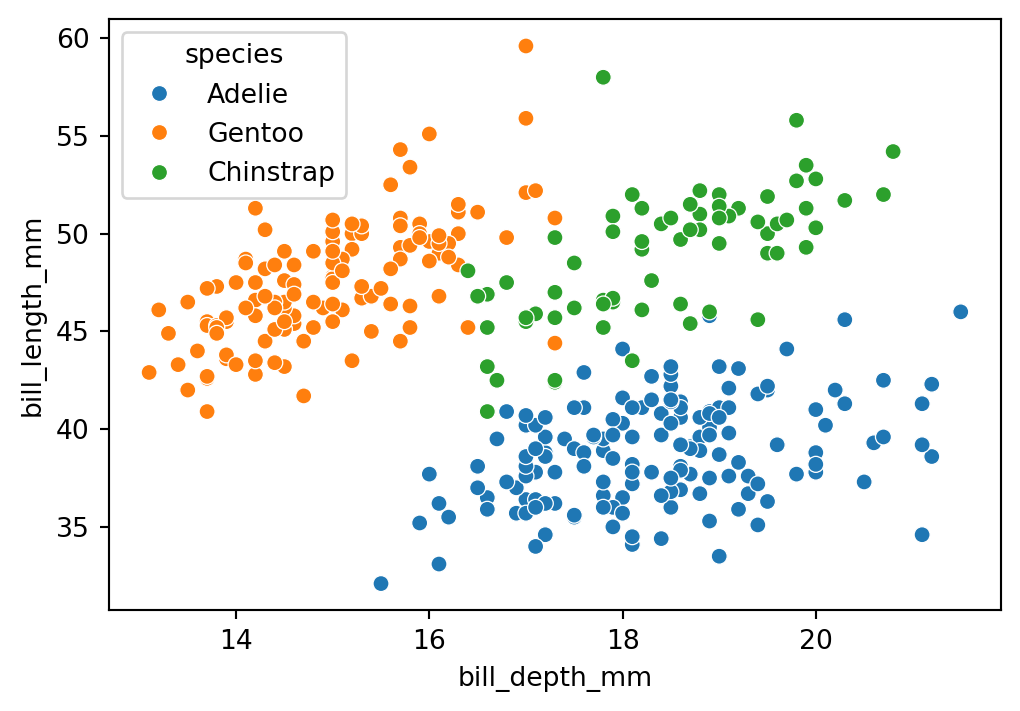 species
Adelie
Gentoo
Chinstrap
60
55
50
45
40
35
bill_length_mm
14 16 18 20
bill_depth_mm